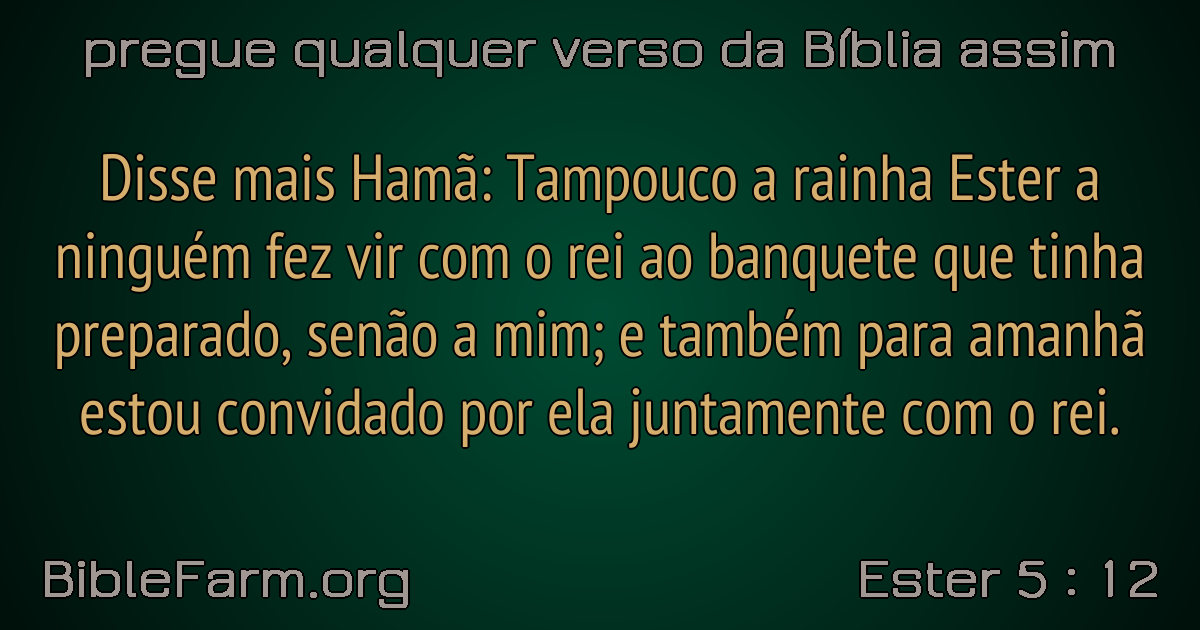 pregue qualquer verso da Bíblia assim
Disse mais Hamã: Tampouco a rainha Ester a
ninguém fez vir com o rei ao banquete que tinha
preparado, senão a mim; e também para amanhã
estou convidado por ela juntamente com o rei.
BibleFarm.org
Ester 5 : 12